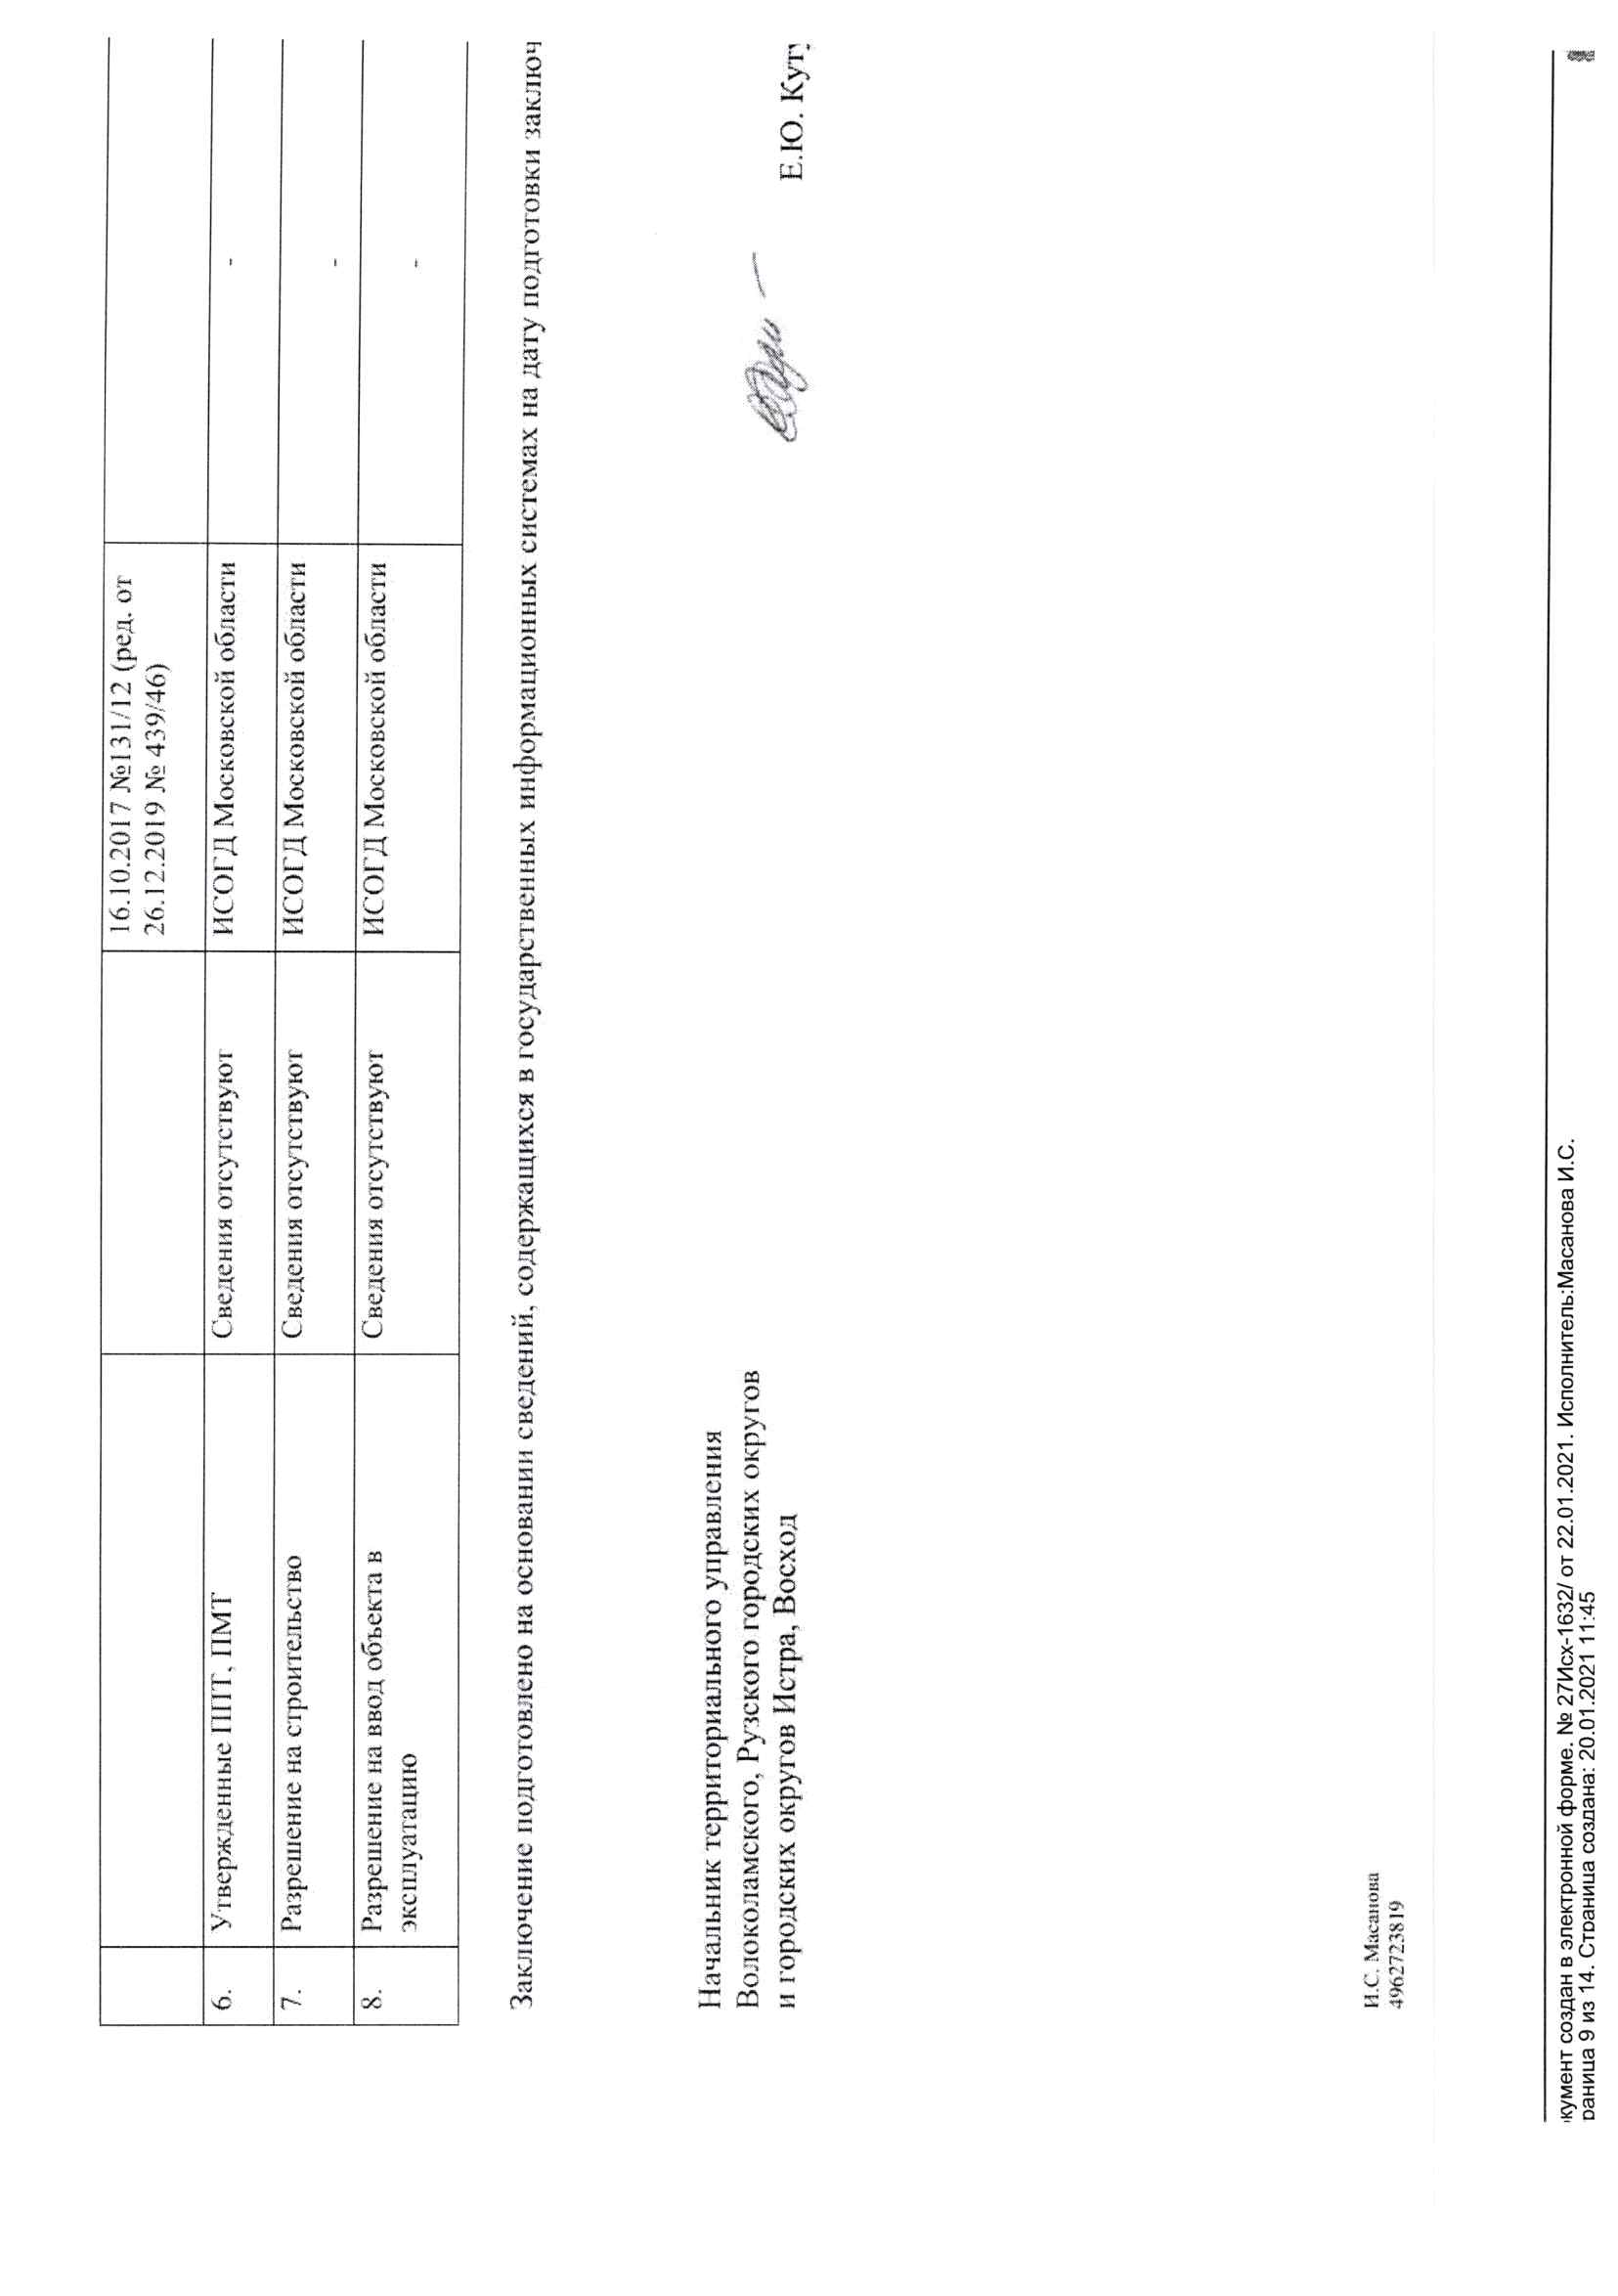 16.10.2017 №131/12 (ред. от
26.12.2019 № 439/46)
6. Утвержденные ППТ, ПМТ Сведения отсутствуют ИСОГД Московской области -
7. Разрешение на строительство Сведения отсутствуют ИСОГД Московской области -
8. Разрешение на ввод объекта в Сведения отсутствуют ИСОГД Московской области -
эксплуатацию
Заключение подготовлено на основании сведений, содержащихся в государственных информационных системах на дату подготовки заключ
Начальник территориального управления
Волоколамского, Рузского городских округов
и городских округов Истра, Восход Е.Ю. Кут
И.С. Масанова
4962723819
кумент создан в электронной форме. № 27Исх-1632/ от 22.01.2021. Исполнитель:Масанова И.С.
раница 9 из 14. Страница создана: 20.01.2021 11:45